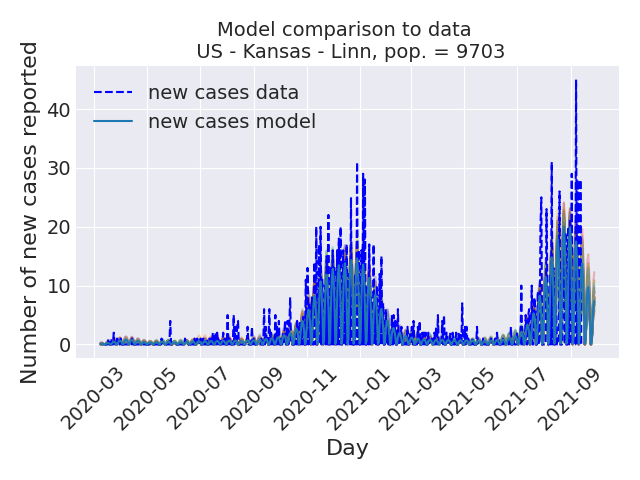 Model comparison to data
US - Kansas - Linn, pop. = 9703
Number of new cases reported
new cases data
new cases model
40
30
20
10
0
2020-03
2020-05
2020-07
2020-09
2020-11
2021-01
2021-03
2021-05
2021-07
2021-09
Day